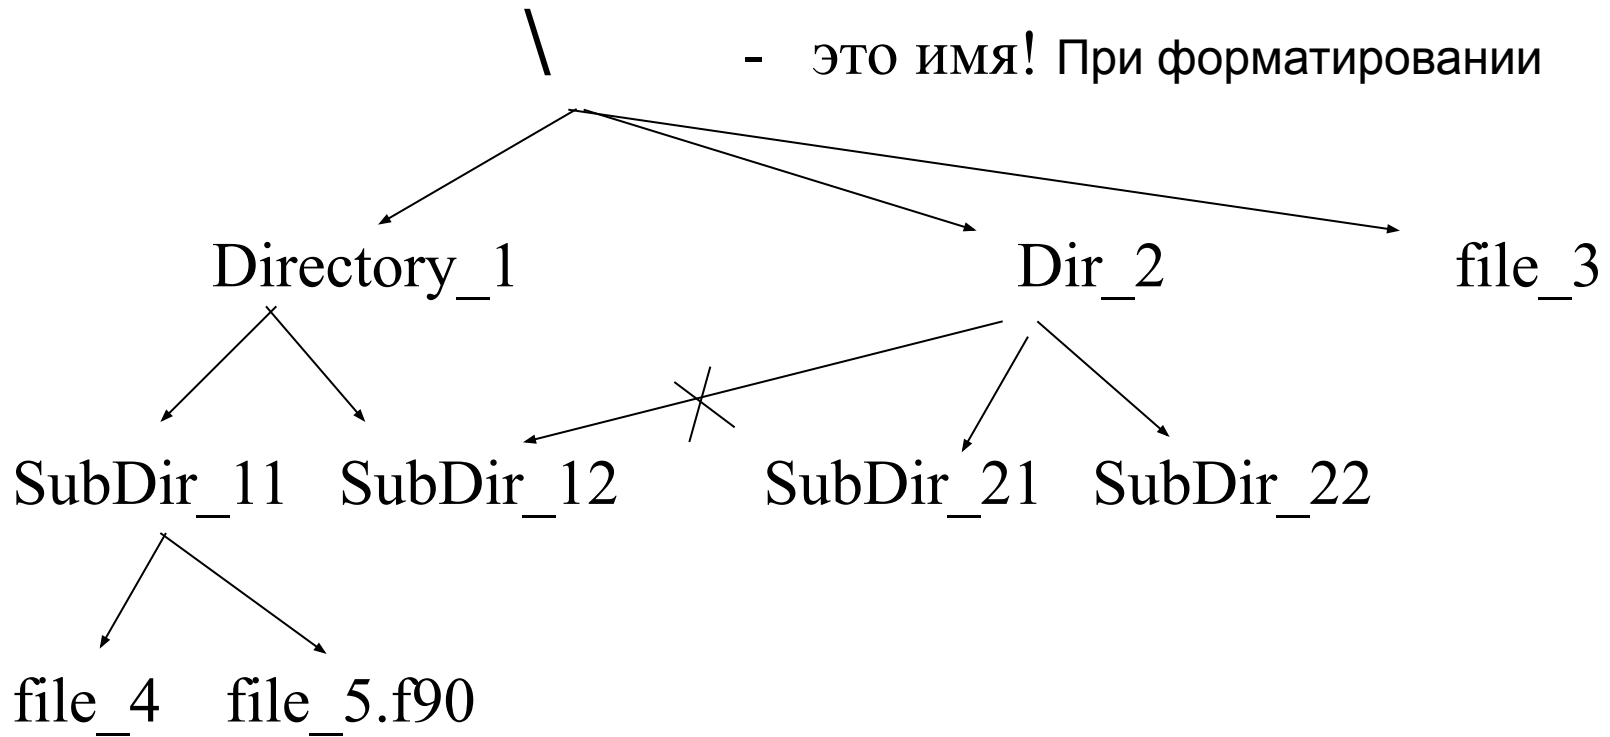 \ - это имя! При форматировании
Directory_1 Dir_2 file_3
SubDir_11 SubDir_12 SubDir_21 SubDir_22
file_4 file_5.f90